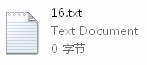 16.txt
Text Document
0 字节